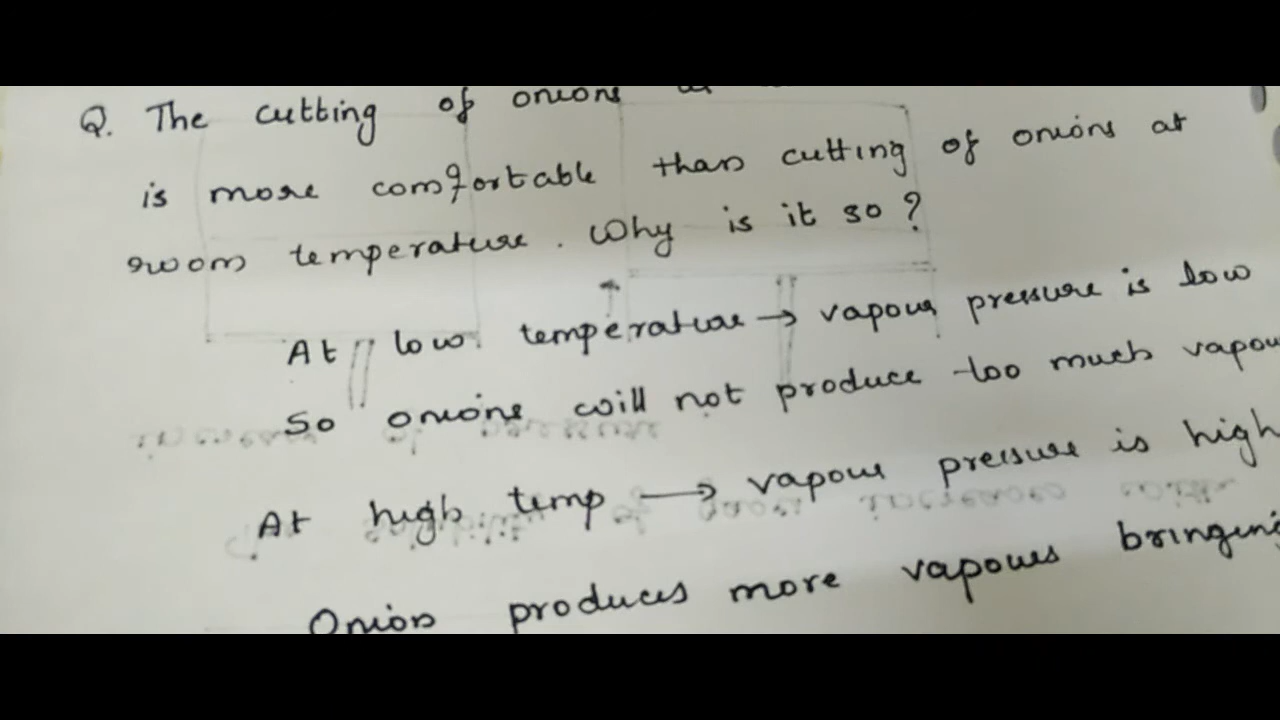 Q. The cutting of onions
is more comfortable than cutting of onions at
room temperature. Why is it so?
At low temperature → vapour pressure is low
So onions will not produce too much vapou
At high temp → vapour pressure is high
Onion produces more vapours bringing